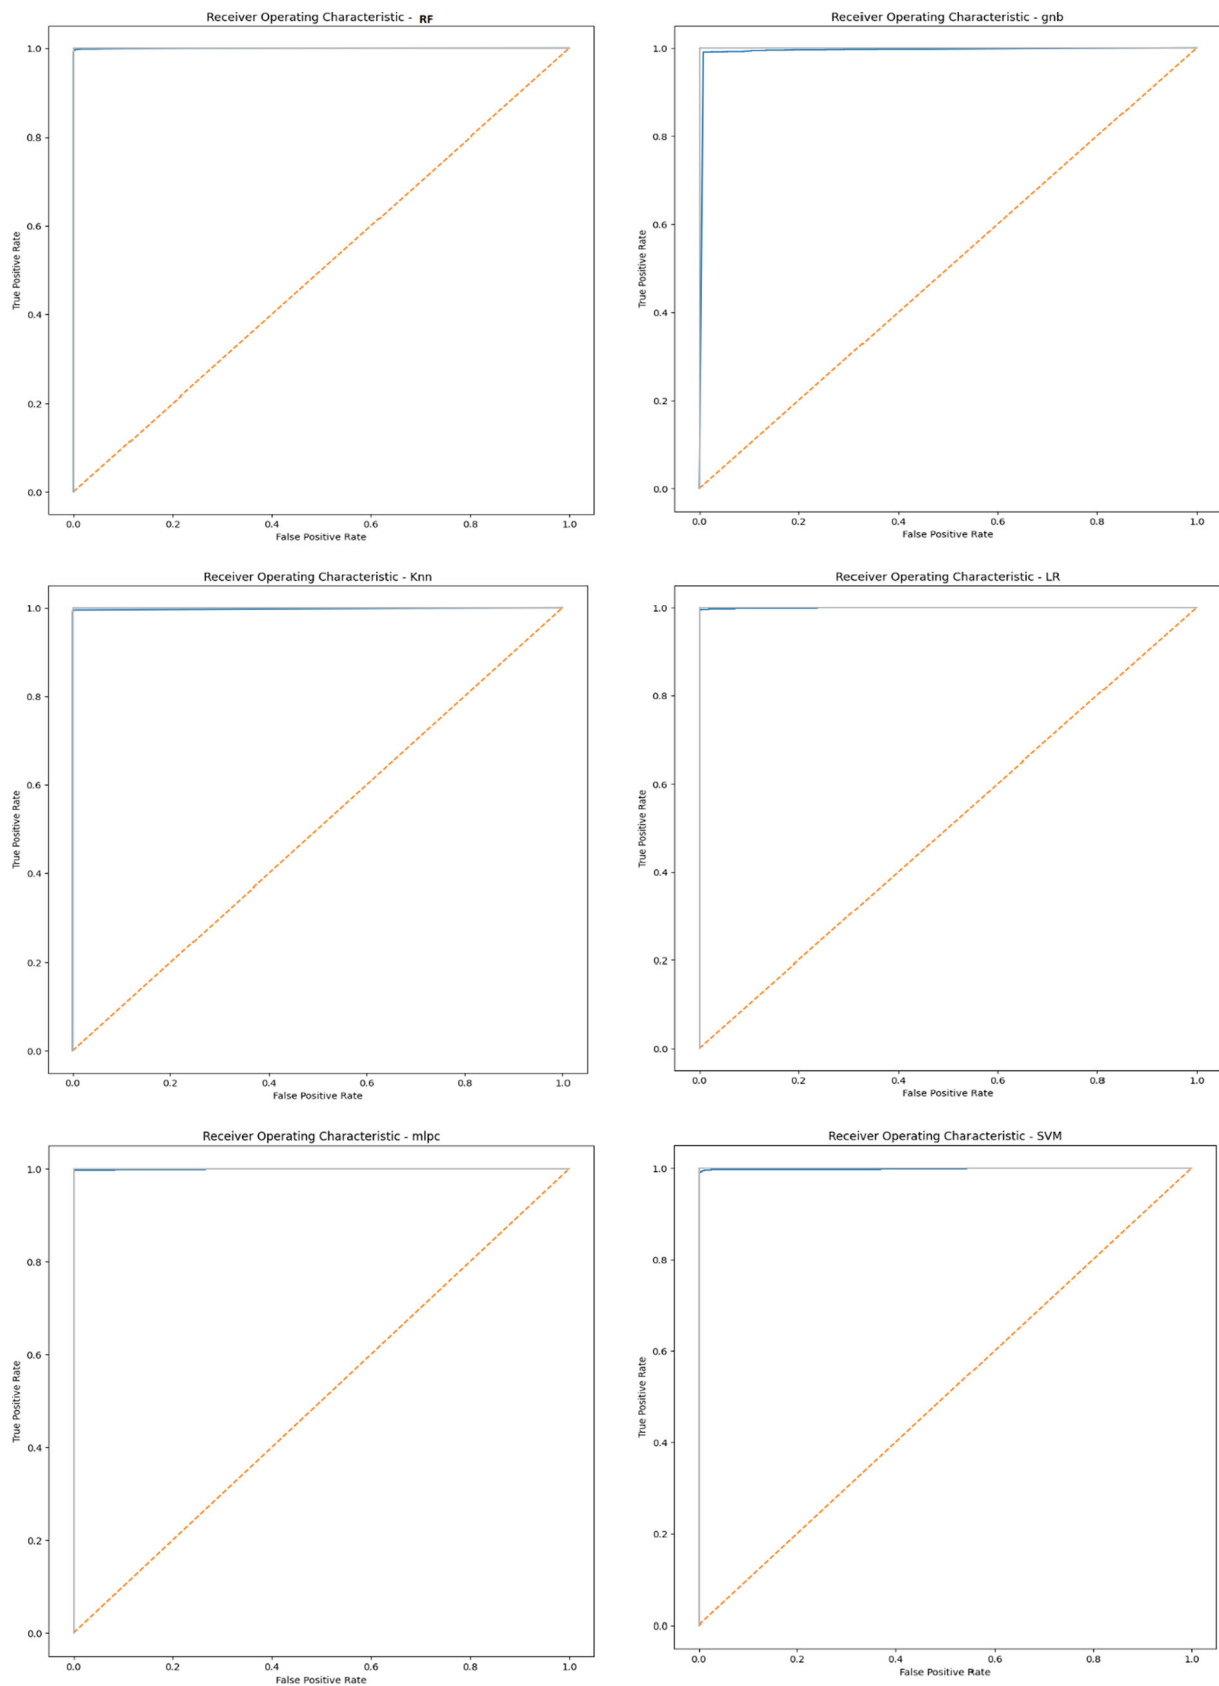 Receiver Operating Characteristic - RF
1.0
0.8
0.6
0.4
0.2
0.0
True Positive Rate
0.0 0.2 0.4 0.6 0.8 1.0
False Positive Rate
Receiver Operating Characteristic - gnb
1.0
0.8
0.6
0.4
0.2
0.0
True Positive Rate
0.0 0.2 0.4 0.6 0.8 1.0
False Positive Rate
Receiver Operating Characteristic - Knn
1.0
0.8
0.6
0.4
0.2
0.0
True Positive Rate
0.0 0.2 0.4 0.6 0.8 1.0
False Positive Rate
Receiver Operating Characteristic - LR
1.0
0.8
0.6
0.4
0.2
0.0
True Positive Rate
0.0 0.2 0.4 0.6 0.8 1.0
False Positive Rate
Receiver Operating Characteristic - mlpc
1.0
0.8
0.6
0.4
0.2
0.0
True Positive Rate
0.0 0.2 0.4 0.6 0.8 1.0
False Positive Rate
Receiver Operating Characteristic - SVM
1.0
0.8
0.6
0.4
0.2
0.0
True Positive Rate
0.0 0.2 0.4 0.6 0.8 1.0
False Positive Rate